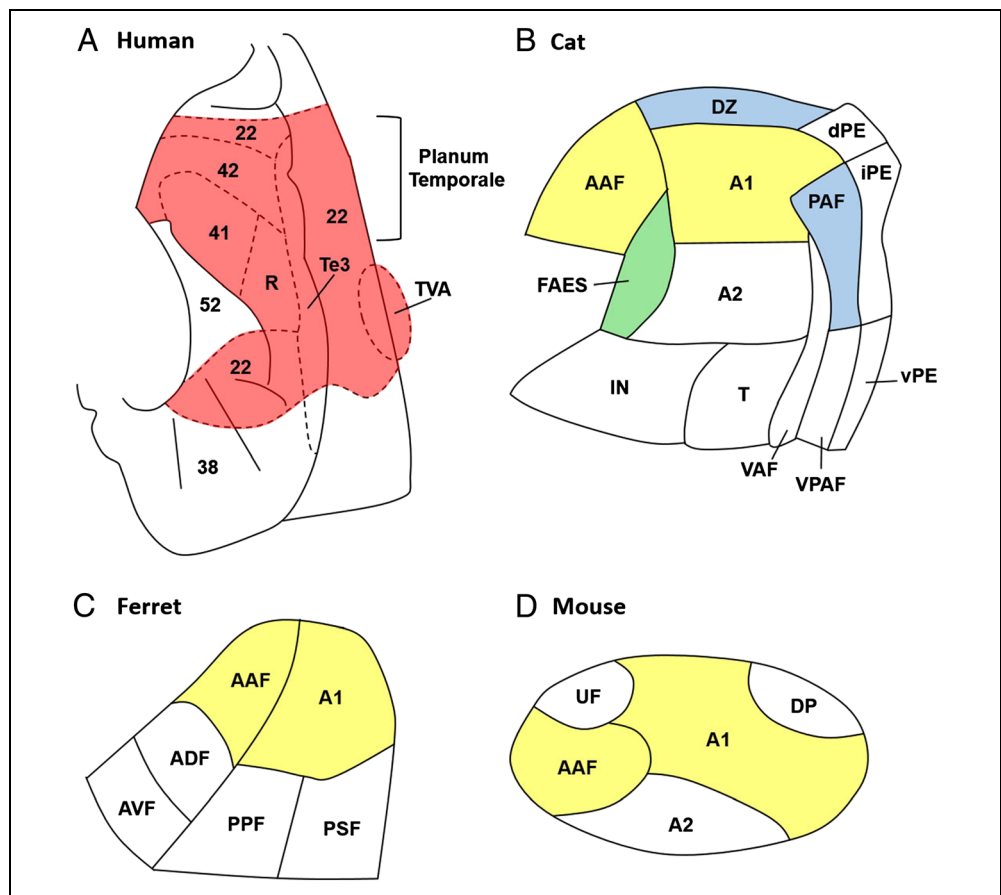 A Human
22
42
Planum
Temporale
41
22
Te3
R
52
TVA
22
38
B Cat
DZ
dPE
AAF
A1
iPE
PAF
FAES
A2
IN
T
vPE
VAF
VPAF
C Ferret
AAF
A1
ADF
AVF
PPF
PSF
D Mouse
UF
DP
A1
AAF
A2